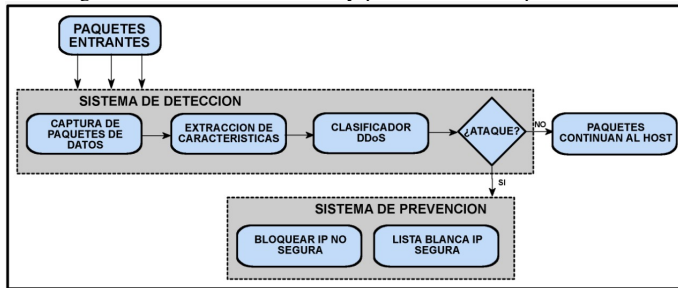 PAQUETES
ENTRANTES
SISTEMA DE DETECCION
CAPTURA DE
PAQUETES DE
DATOS
EXTRACCION DE
CARACTERISTICAS
CLASIFICADOR
DDoS
¿ATAQUE?
NO
PAQUETES
CONTINUAN AL HOST
SI
SISTEMA DE PREVENCION
BLOQUEAR IP NO
SEGURA
LISTA BLANCA IP
SEGURA